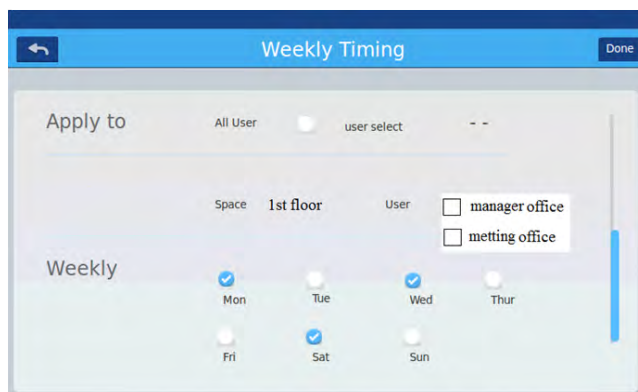 Weekly Timing
Done
Apply to
All User
user select
- -
Space
1st floor
User
manager office
metting office
Weekly
Mon
Tue
Wed
Thur
Fri
Sat
Sun